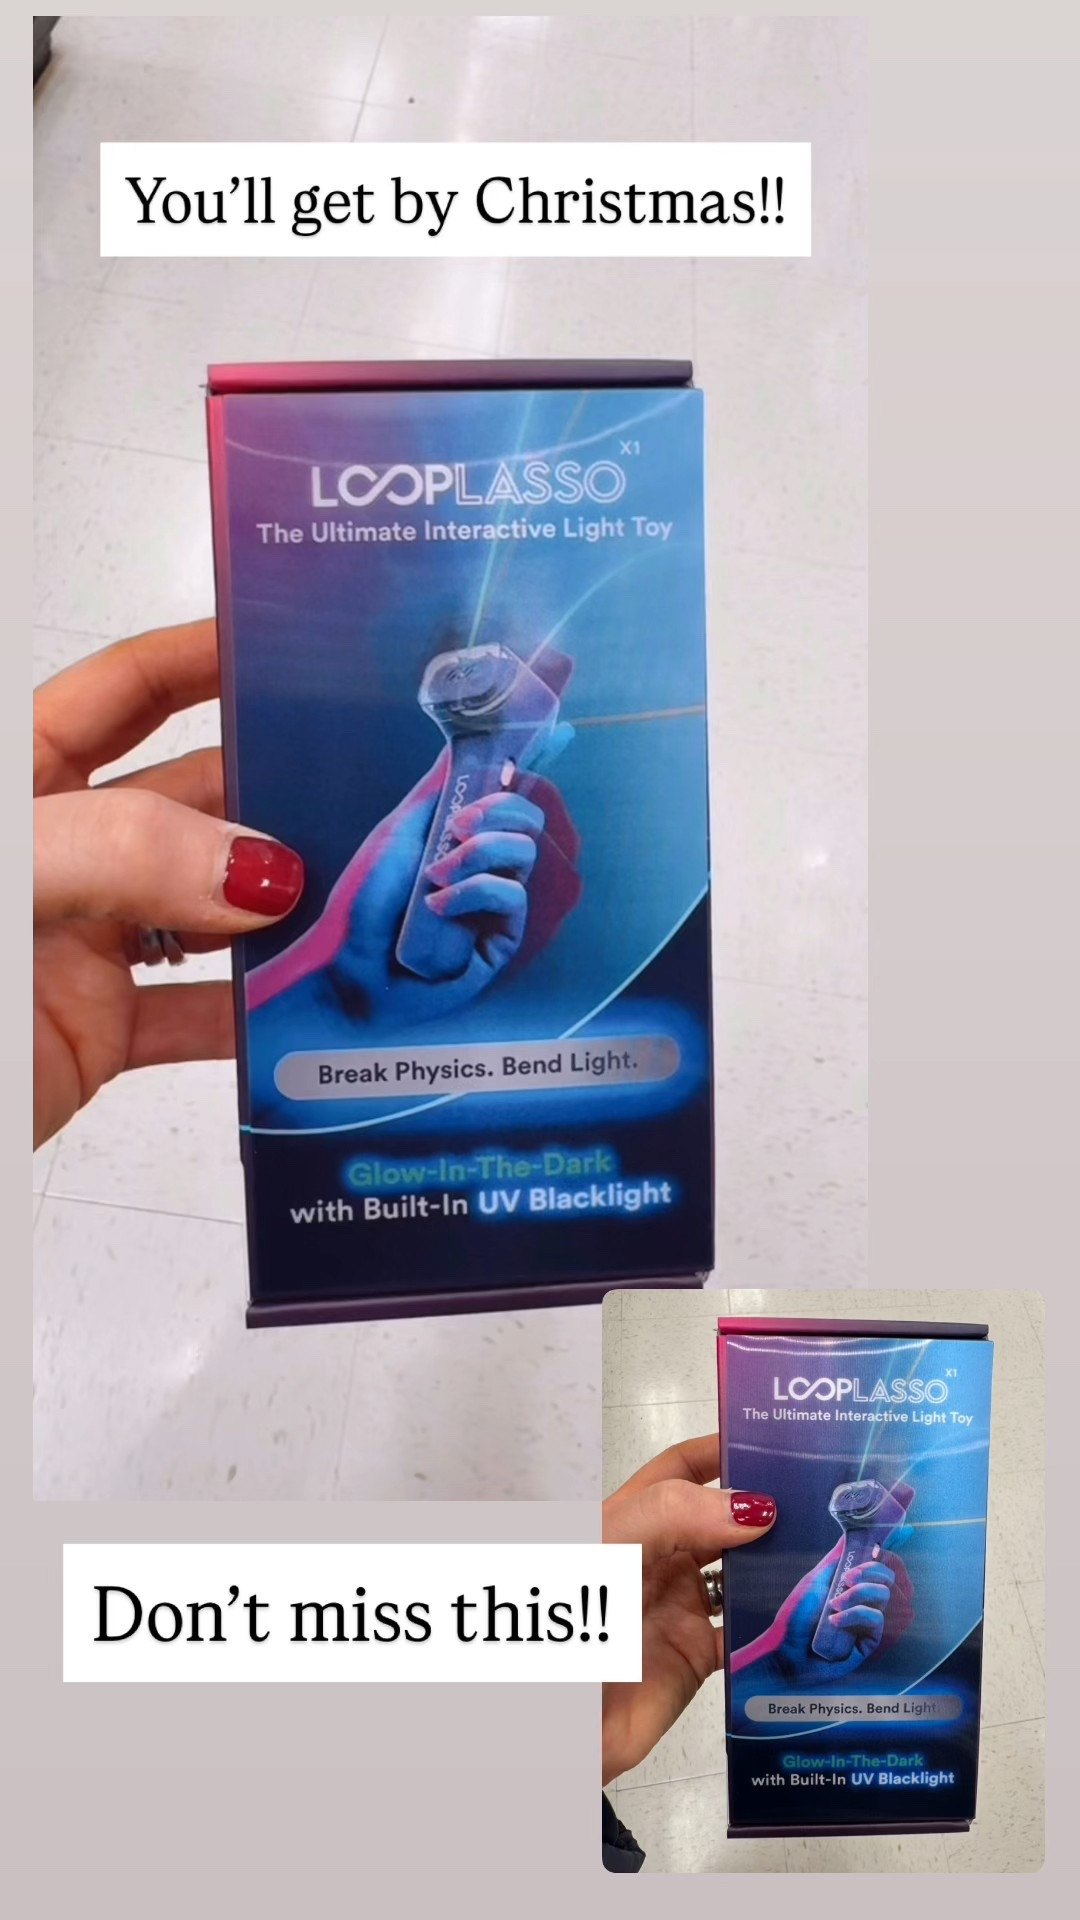 You’ll get by Christmas!!
LOOPLASSO X1
The Ultimate Interactive Light Toy
LOOPLASSO
Break Physics. Bend Light.
Glow-In-The-Dark
with Built-In UV Blacklight
Don’t miss this!!
LOOPLASSO X1
The Ultimate Interactive Light Toy
LOOPLASSO
Break Physics. Bend Light.
Glow-In-The-Dark
with Built-In UV Blacklight